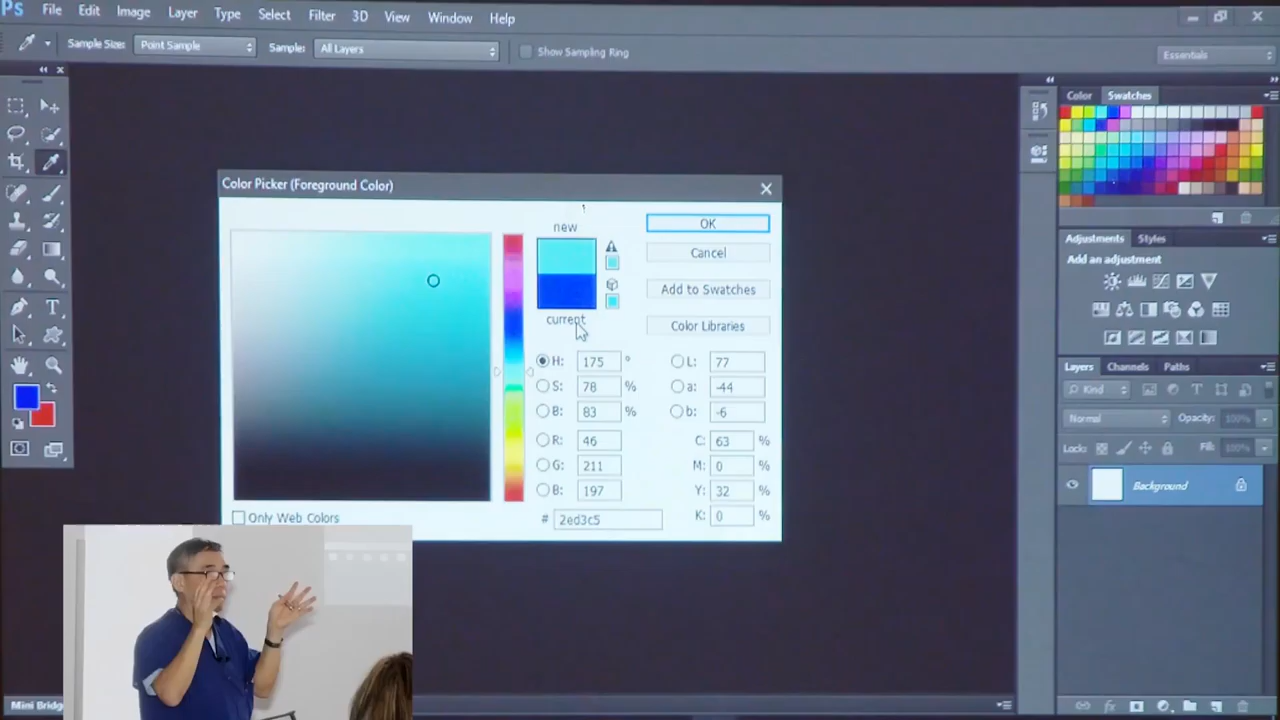 Ps File Edit Image Layer Type Select Filter 3D View Window Help
Sample Size: Point Sample Sample: All Layers Show Sampling Ring Essentials
Color Swatches
Color Picker (Foreground Color)
new
OK
Cancel
Add to Swatches
current
Color Libraries
H: 175 °
S: 78 %
B: 83 %
R: 46
G: 211
B: 197
# 2ed3c5
L: 77
a: -44
b: -6
C: 63 %
M: 0 %
Y: 32 %
K: 0 %
Only Web Colors
Adjustments Styles
Add an adjustment
Layers Channels Paths
Kind
Normal Opacity: 100%
Lock: Fill: 100%
Background
Mini Bridg